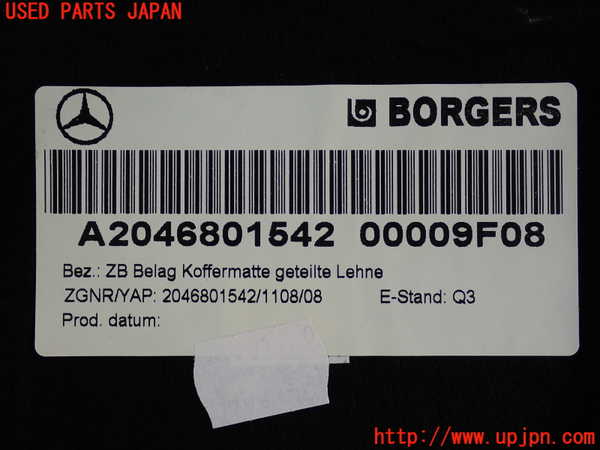 USED PARTS JAPAN
BORGERS
A2046801542 00009F08
Bez.: ZB Belag Koffermatte geteilte Lehne
ZGNR/YAP: 2046801542/1108/08 E-Stand: Q3
Prod. datum:
http://www.upjpn.com/